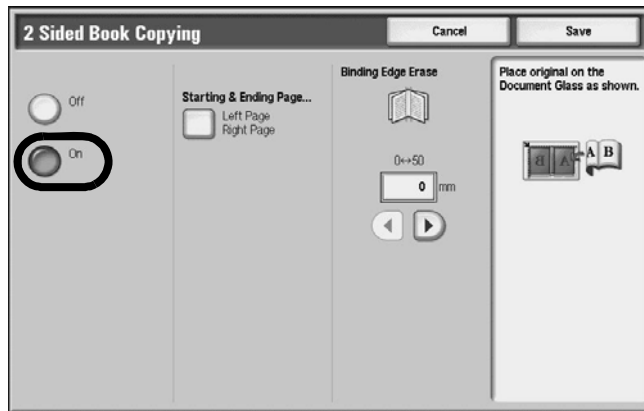 2 Sided Book Copying
Cancel
Save
Off
On
Starting & Ending Page...
Left Page
Right Page
Binding Edge Erase
0↔50
0 mm
Place original on the
Document Glass as shown.
B A A B